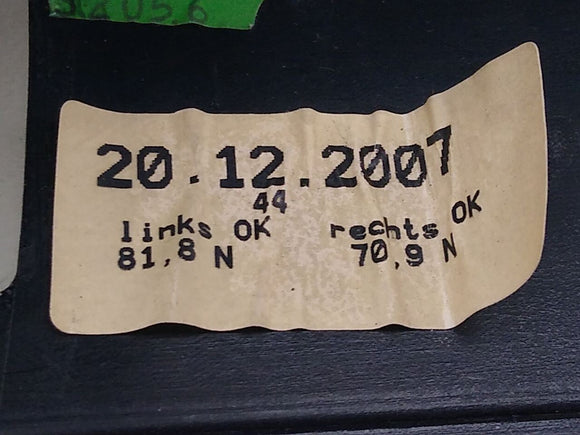 20.12.2007
44
links OK rechts OK
81,8 N 70,9 N